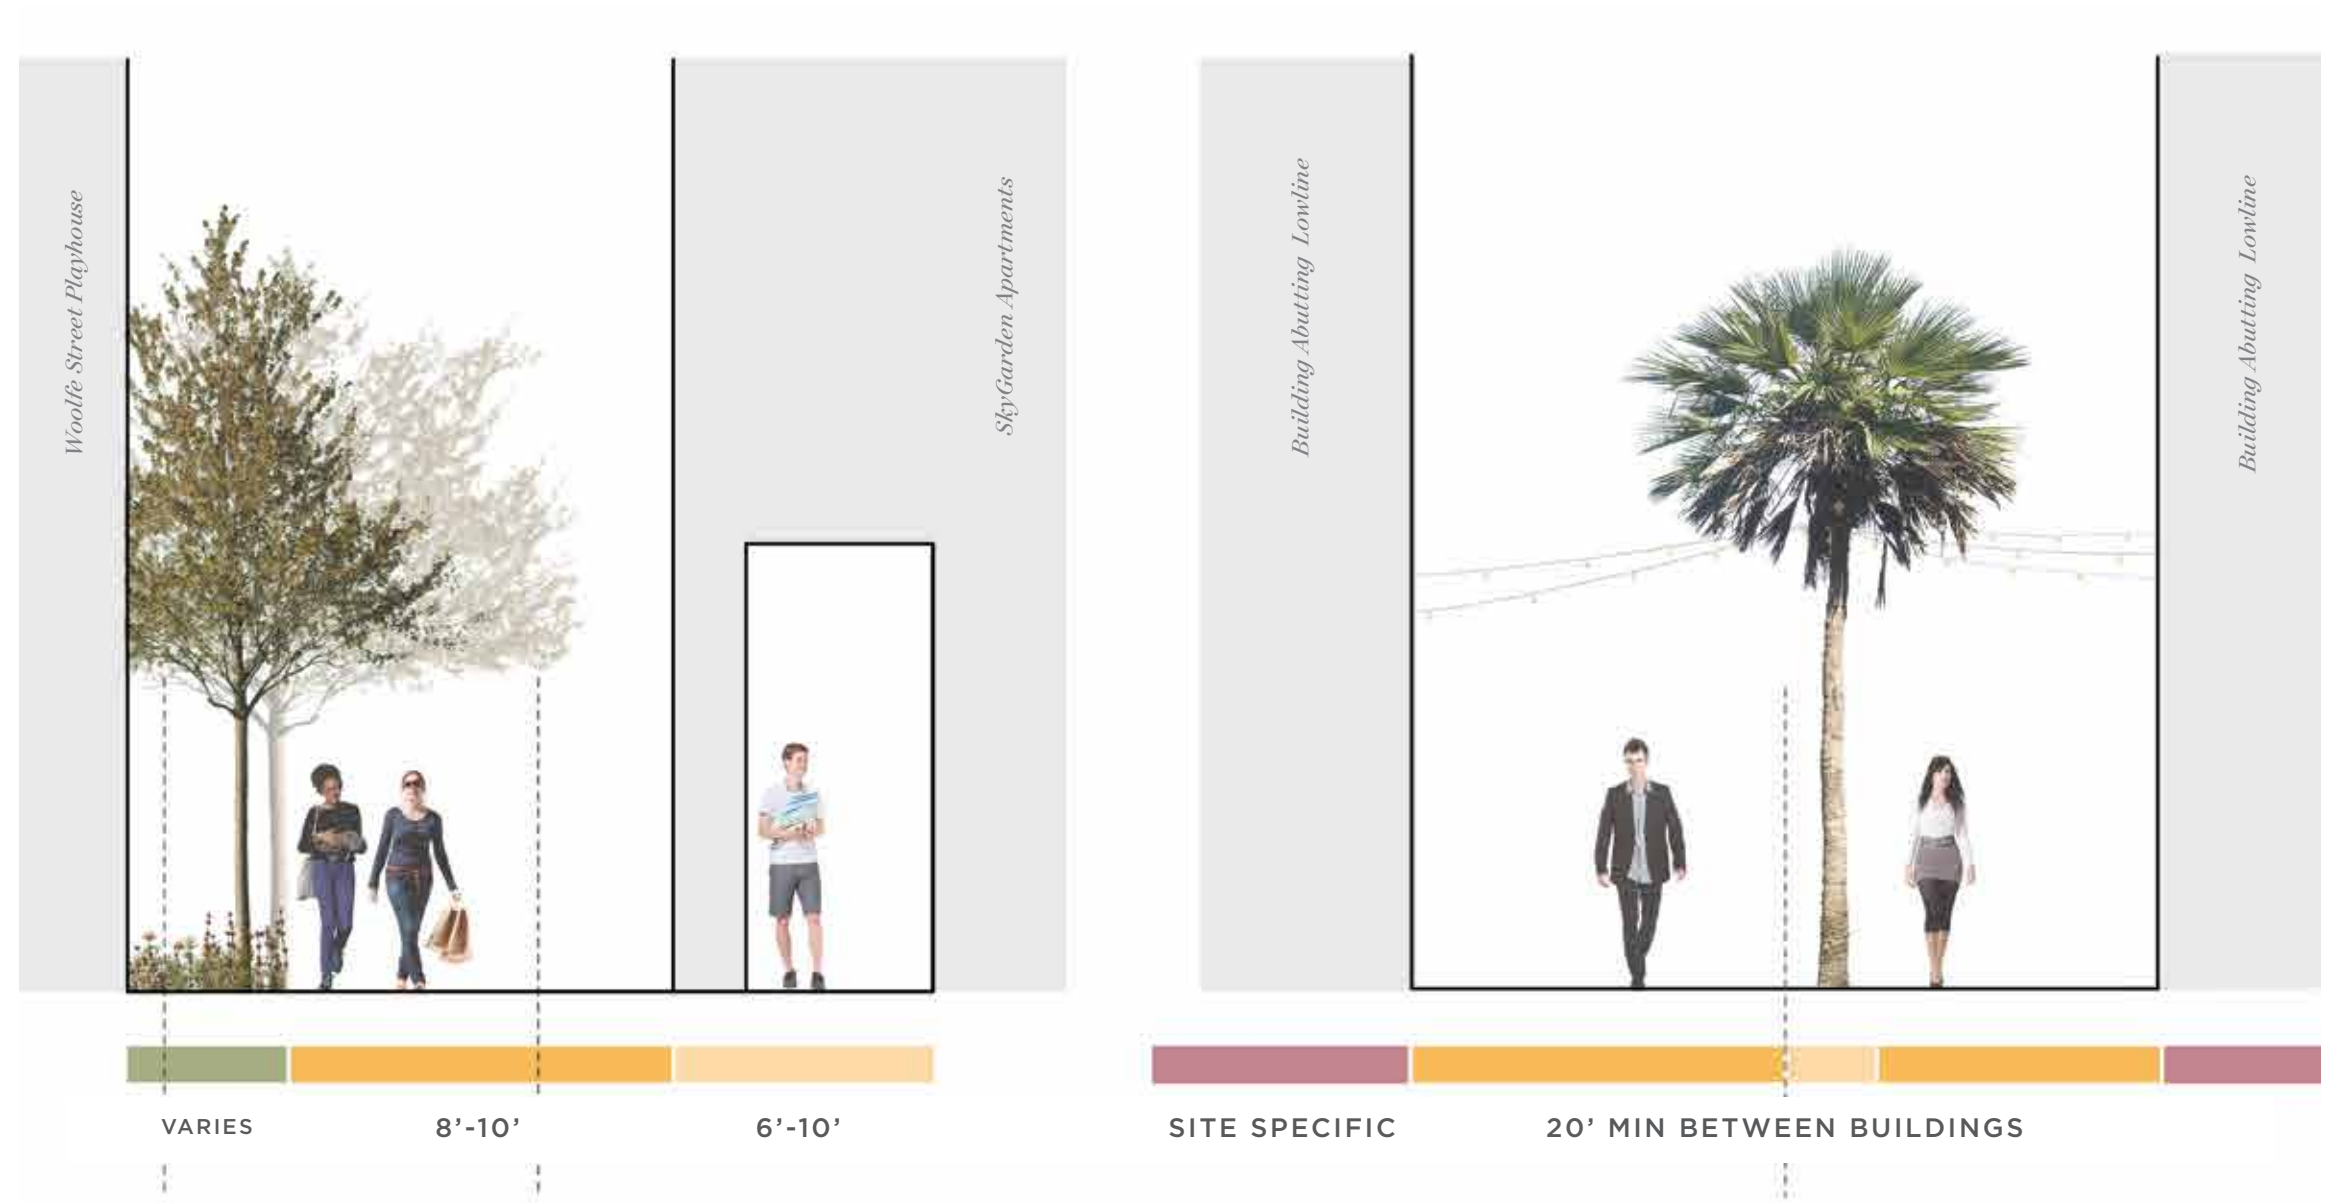 Woolfe Street Playhouse
SkyGarden Apartments
Building Abutting Lowline
Building Abutting Lowline
VARIES
8’-10’
6’-10’
SITE SPECIFIC
20’ MIN BETWEEN BUILDINGS